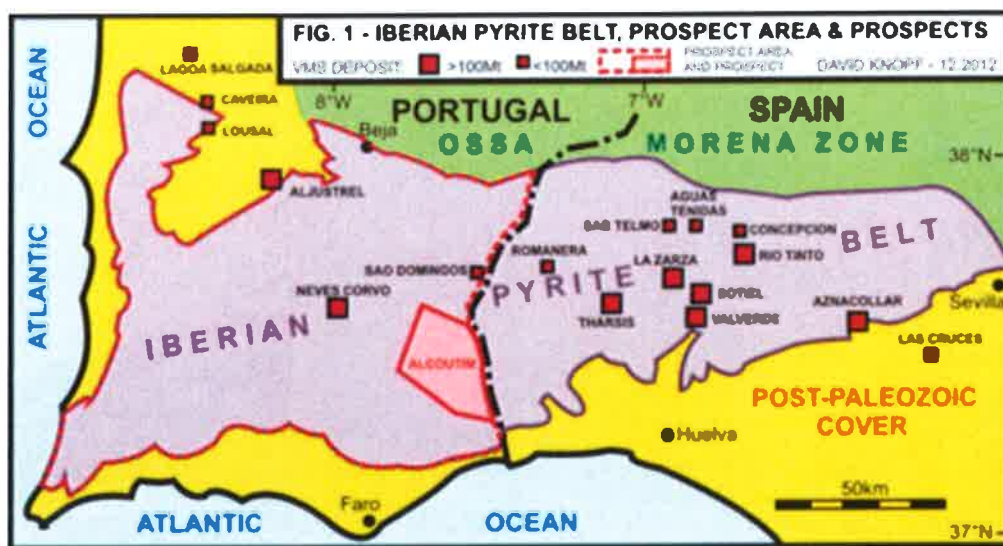 FIG. 1 - IBERIAN PYRITE BELT, PROSPECT AREA & PROSPECTS
VMS DEPOSIT >100Mt <100Mt PROSPECT AREA
AND PROSPECT DAVID KNOPF - 12.2012
OCEAN
LAGOA SALGADA
CAVEIRA
LOUSAL
8°W
Beja
PORTUGAL
7°W
SPAIN
OSSA MORENA ZONE
38°N
ALJUSTREL
AGUAS
TENIDAS
SAO TELMO
CONCEPCION
RIO TINTO
ROMANERA
LA ZARZA
SAO DOMINGOS
NEVES CORVO
IBERIAN PYRITE BELT
THARSIS
SOTIEL
VALVERDE
AZNACOLLAR
Sevilla
LAS CRUCES
ATLANTIC
ALCOUTIM
POST-PALEOZOIC
COVER
Huelva
50km
Faro
ATLANTIC OCEAN
37°N